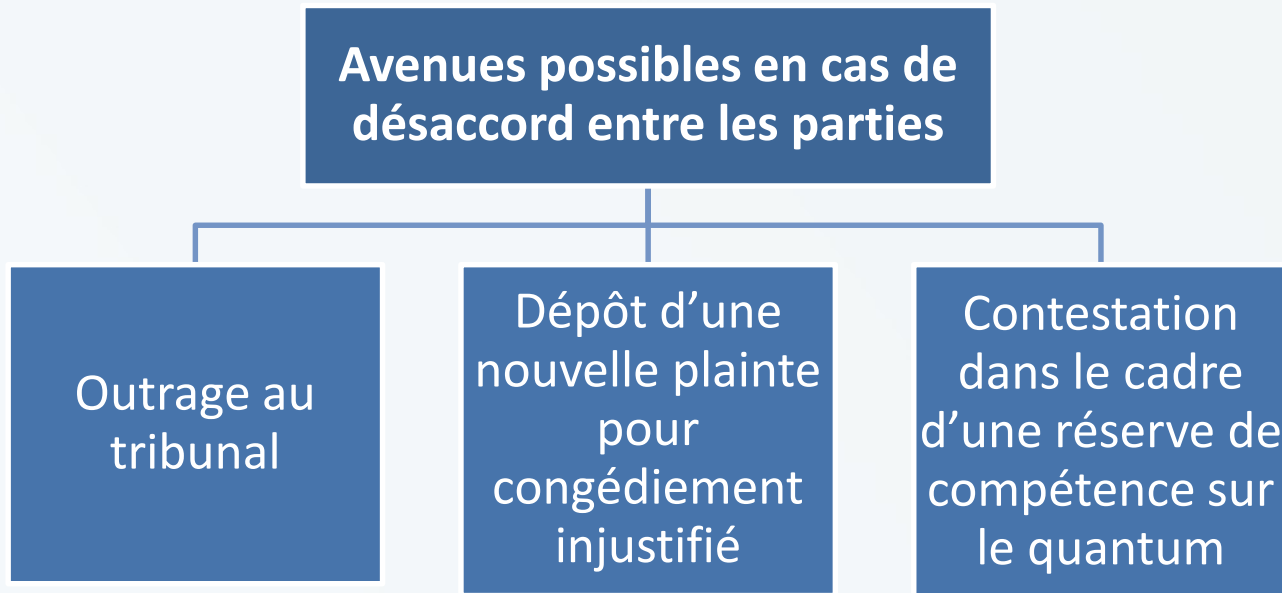 Avenues possibles en cas de
désaccord entre les parties
Outrage au
tribunal
Dépôt d’une
nouvelle plainte
pour
congédiement
injustifié
Contestation
dans le cadre
d’une réserve de
compétence sur
le quantum